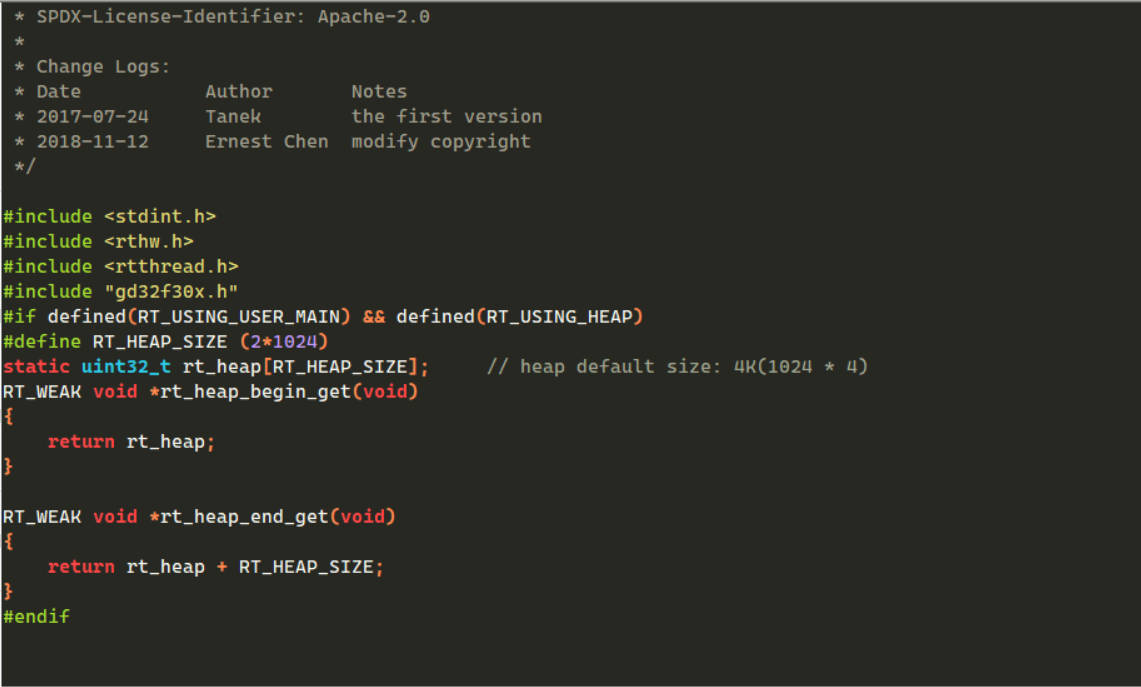 * SPDX-License-Identifier: Apache-2.0
*
* Change Logs:
* Date           Author       Notes
* 2017-07-24     Tanek        the first version
* 2018-11-12     Ernest Chen  modify copyright
*/
#include <stdint.h>
#include <rthw.h>
#include <rtthread.h>
#include "gd32f30x.h"
#if defined(RT_USING_USER_MAIN) && defined(RT_USING_HEAP)
#define RT_HEAP_SIZE (2*1024)
static uint32_t rt_heap[RT_HEAP_SIZE];     // heap default size: 4K(1024 * 4)
RT_WEAK void *rt_heap_begin_get(void)
{
    return rt_heap;
}
RT_WEAK void *rt_heap_end_get(void)
{
    return rt_heap + RT_HEAP_SIZE;
}
#endif